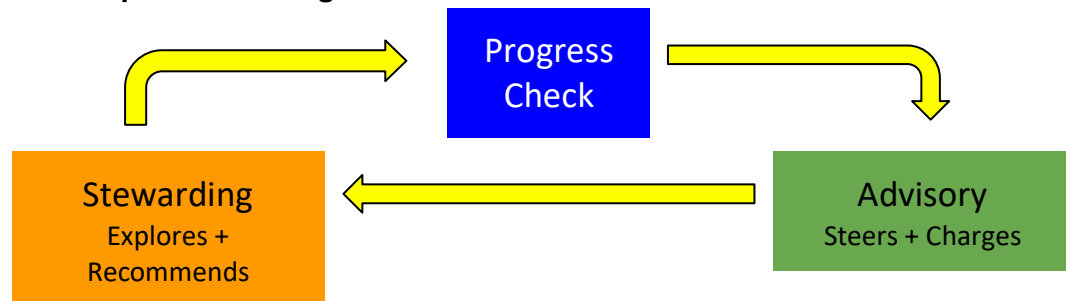 Progress
Check
Stewarding
Explores +
Recommends
Advisory
Steers + Charges